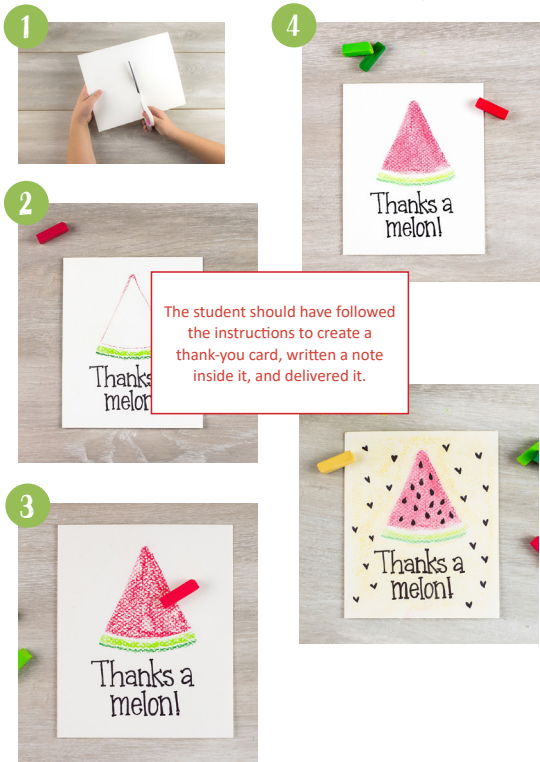 1
2
Thanks
melon
3
Thanks a
melon!
4
Thanks a
melon!
The student should have followed
the instructions to create a
thank-you card, written a note
inside it, and delivered it.
Thanks a
melon!